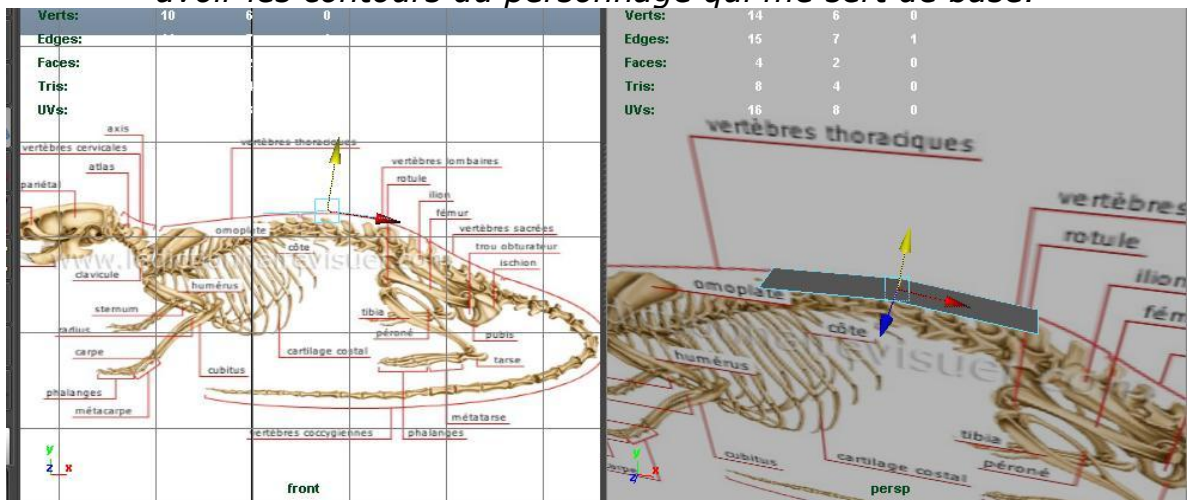 avoir les contours du personnage qui me sert de base.
Verts: 10 6 0
Edges:
Faces:
Tris:
UVs:
axis
vertèbres cervicales
atlas
pariétal
vertèbres thoraciques
vertèbres lombaires
rotule
ilion
fémur
vertèbres sacrées
trou obturateur
ischion
omoplate
côte
clavicule
humérus
sternum
radius
carpe
tibia
péroné
pubis
tarse
cartilage costal
cubitus
phalanges
métacarpe
métatarse
vertèbres coccygiennes
phalanges
y
z x
front
Verts: 14 6 0
Edges: 15 7 1
Faces: 4 2 0
Tris: 8 4 0
UVs: 16 8 0
vertèbres thoraciques
vertèbres
rotule
ilion
omoplate
côte
humérus
tibia
péroné
cubitus
cartilage costal
y
z x
persp